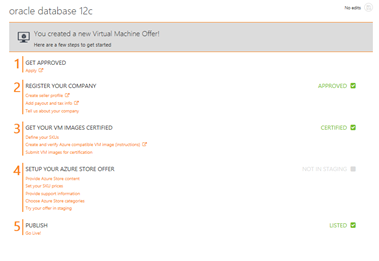 oracle database 12c
No edits
You created a new Virtual Machine Offer!
Here are a few steps to get started
1 GET APPROVED
Apply
2 REGISTER YOUR COMPANY APPROVED
Create seller profile
Add payout and tax info
Tell us about your company
3 GET YOUR VM IMAGES CERTIFIED CERTIFIED
Define your SKUs
Create and verify Azure compatible VM image (instructions)
Submit VM images for certification
4 SETUP YOUR AZURE STORE OFFER NOT IN STAGING
Provide Azure Store content
Set your SKU prices
Provide support information
Choose Azure Store categories
Try your offer in staging
5 PUBLISH LISTED
Go Live!